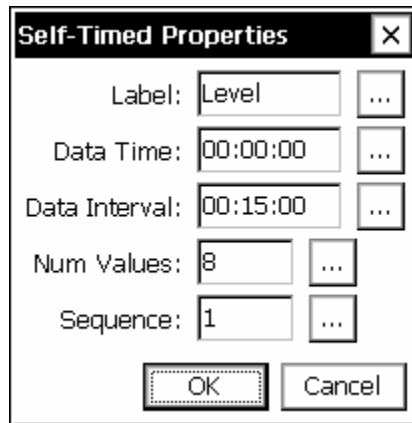 Self-Timed Properties
Label: Level ...
Data Time: 00:00:00 ...
Data Interval: 00:15:00 ...
Num Values: 8 ...
Sequence: 1 ...
OK Cancel